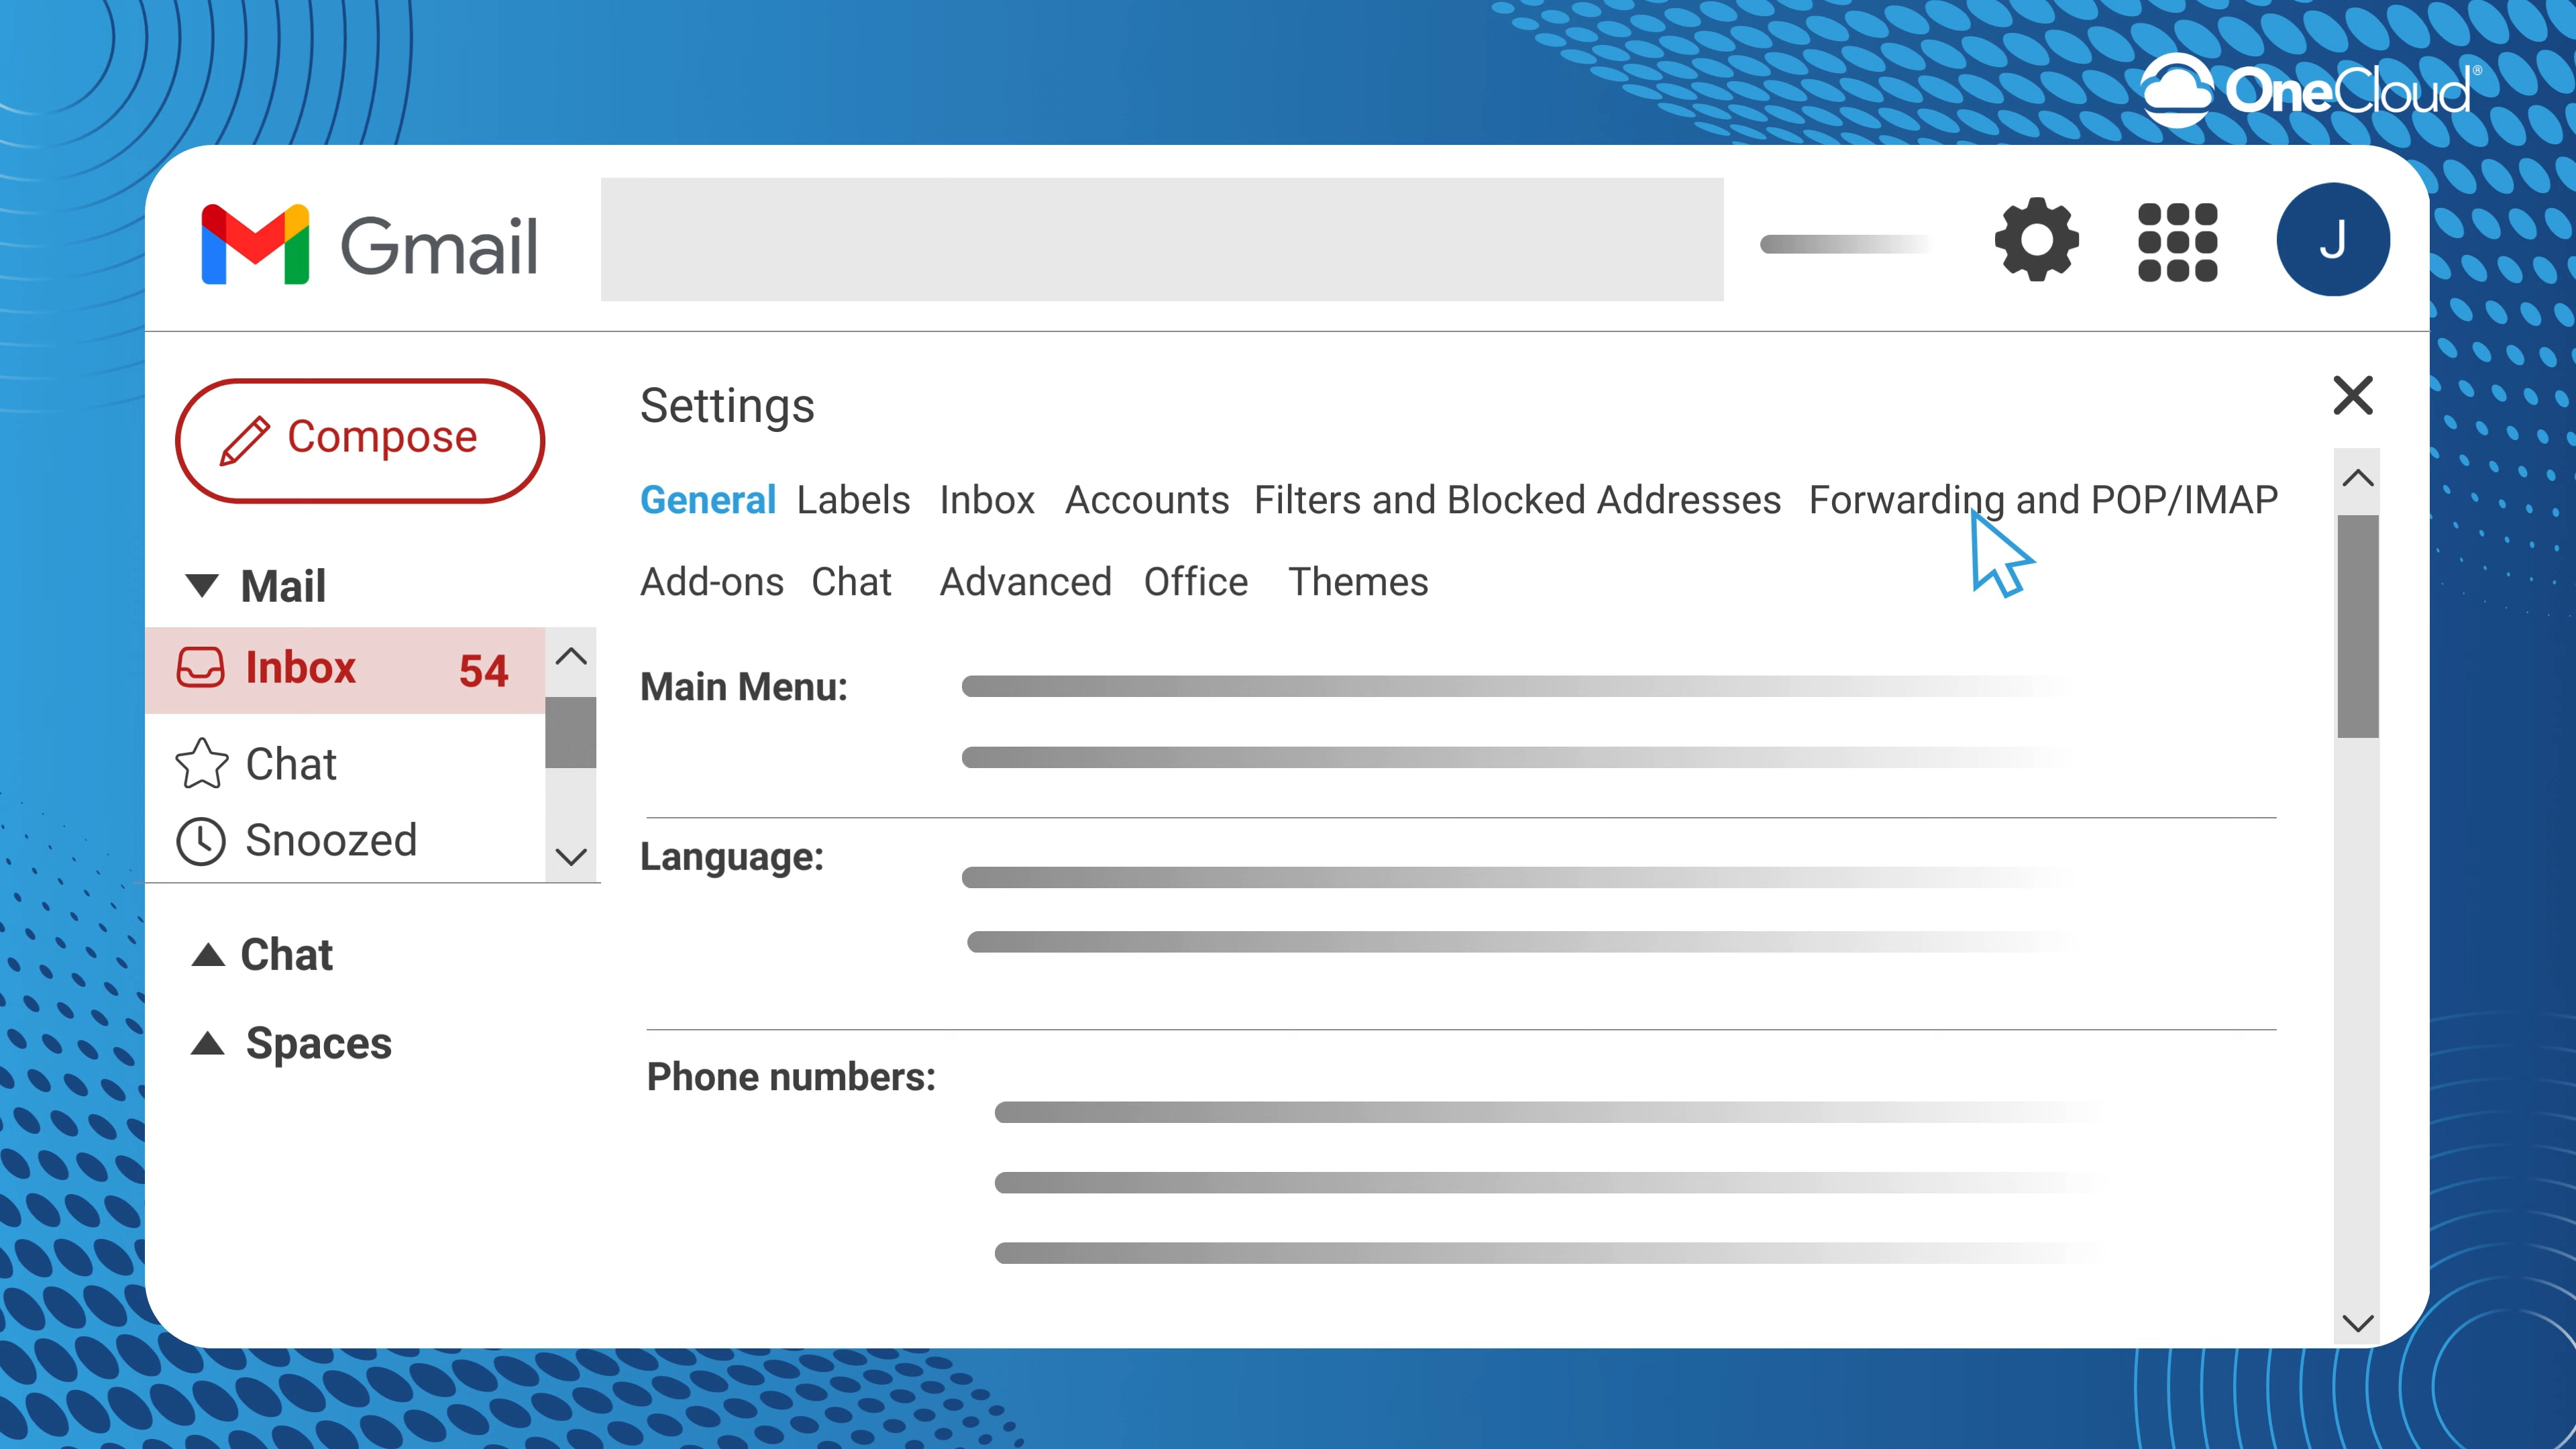 OneCloud®
Gmail
J
Compose
Mail
Inbox 54
Chat
Snoozed
Chat
Spaces
Settings
General Labels Inbox Accounts Filters and Blocked Addresses Forwarding and POP/IMAP
Add-ons Chat Advanced Office Themes
Main Menu:
Language:
Phone numbers: